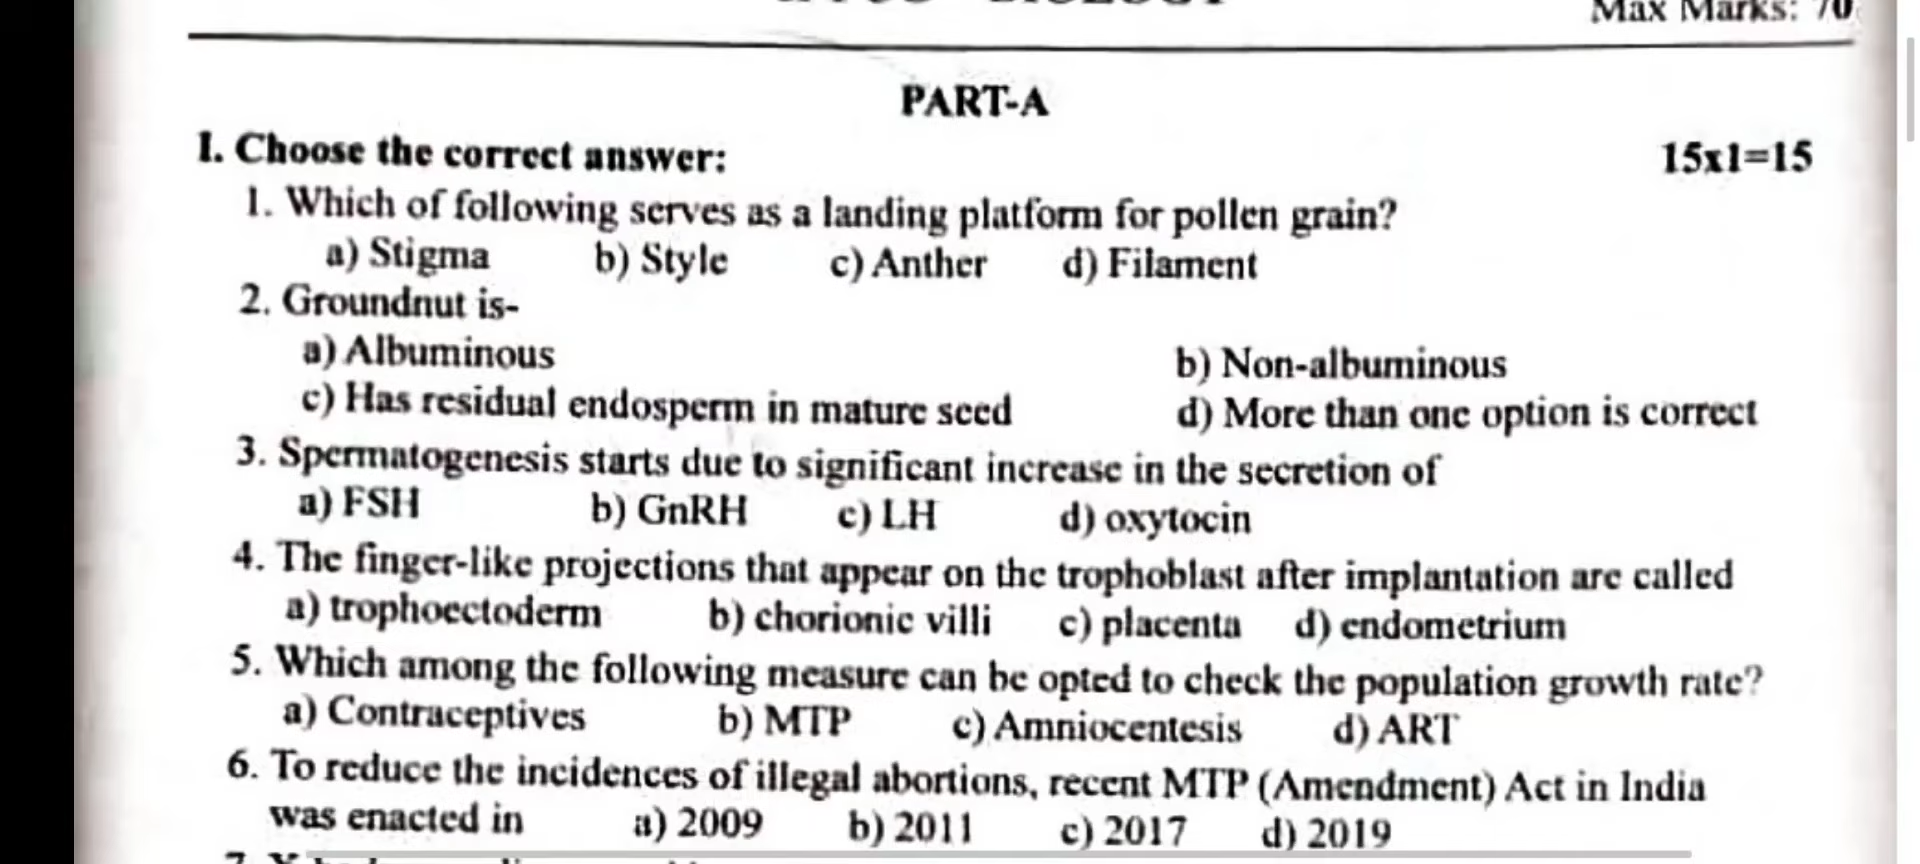 Max Marks: 70
PART-A
I. Choose the correct answer: 15x1=15
1. Which of following serves as a landing platform for pollen grain?
a) Stigma b) Style c) Anther d) Filament
2. Groundnut is-
a) Albuminous b) Non-albuminous
c) Has residual endosperm in mature seed d) More than one option is correct
3. Spermatogenesis starts due to significant increase in the secretion of
a) FSH b) GnRH c) LH d) oxytocin
4. The finger-like projections that appear on the trophoblast after implantation are called
a) trophoectoderm b) chorionic villi c) placenta d) endometrium
5. Which among the following measure can be opted to check the population growth rate?
a) Contraceptives b) MTP c) Amniocentesis d) ART
6. To reduce the incidences of illegal abortions, recent MTP (Amendment) Act in India
was enacted in a) 2009 b) 2011 c) 2017 d) 2019